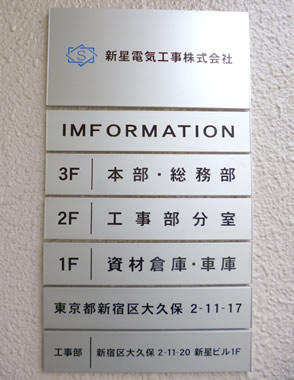 S
新星電気工事株式会社
IMFORMATION
3F 本部・総務部
2F 工事部分室
1F 資材倉庫・車庫
東京都新宿区大久保 2-11-17
工事部 新宿区大久保 2-11-20 新星ビル1F